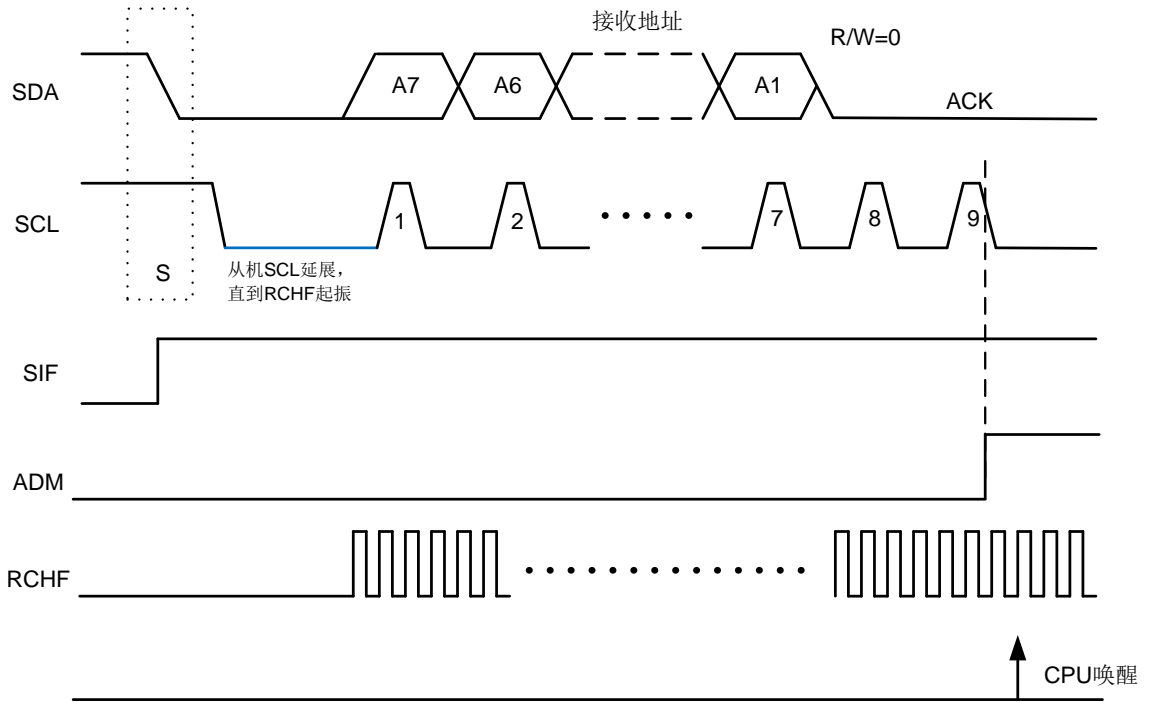 接收地址
R/W=0
SDA
A7
A6
A1
ACK
SCL
1
2
7
8
9
S
从机SCL延展，
直到RCHF起振
SIF
ADM
RCHF
CPU唤醒